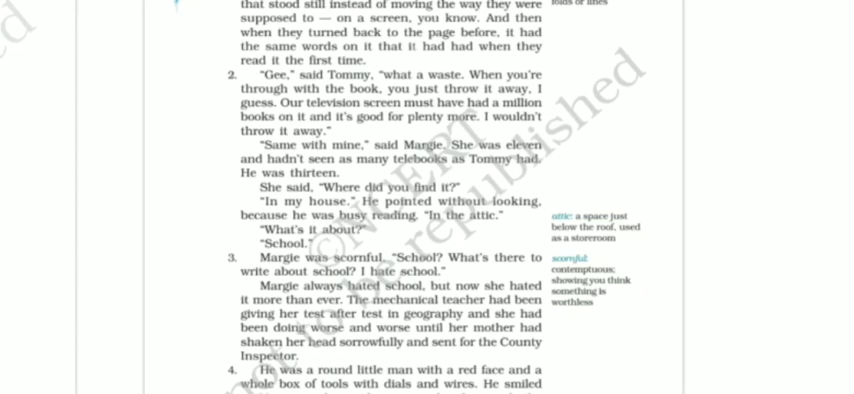 that stood still instead of moving the way they were
supposed to — on a screen, you know. And then
when they turned back to the page before, it had
the same words on it that it had had when they
read it the first time.
2. "Gee," said Tommy, "what a waste. When you're
through with the book, you just throw it away, I
guess. Our television screen must have had a million
books on it and it's good for plenty more. I wouldn't
throw it away."
"Same with mine," said Margie. She was eleven
and hadn't seen as many telebooks as Tommy had.
He was thirteen.
She said, "Where did you find it?"
"In my house." He pointed without looking,
because he was busy reading. "In the attic."
"What's it about?"
"School."
3. Margie was scornful. "School? What's there to
write about school? I hate school."
Margie always hated school, but now she hated
it more than ever. The mechanical teacher had been
giving her test after test in geography and she had
been doing worse and worse until her mother had
shaken her head sorrowfully and sent for the County
Inspector.
4. He was a round little man with a red face and a
whole box of tools with dials and wires. He smiled
folds or lines
attic: a space just
below the roof, used
as a storeroom
scornful:
contemptuous;
showing you think
something is
worthless
©NCERT
not to be republished
ed